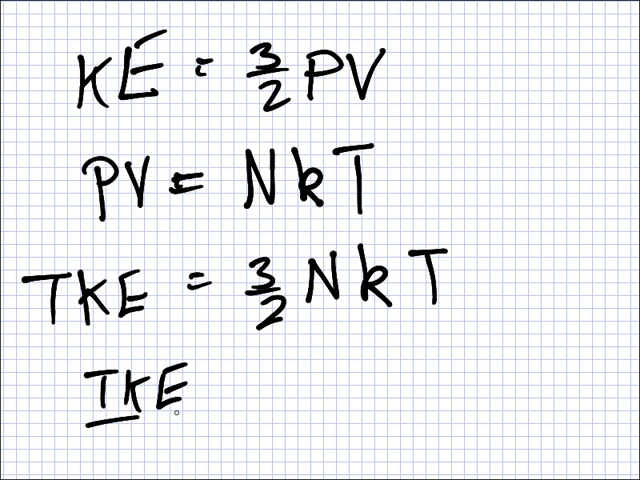 KE = 3/2 PV
PV = NkT
TKE = 3/2 NkT
TKE